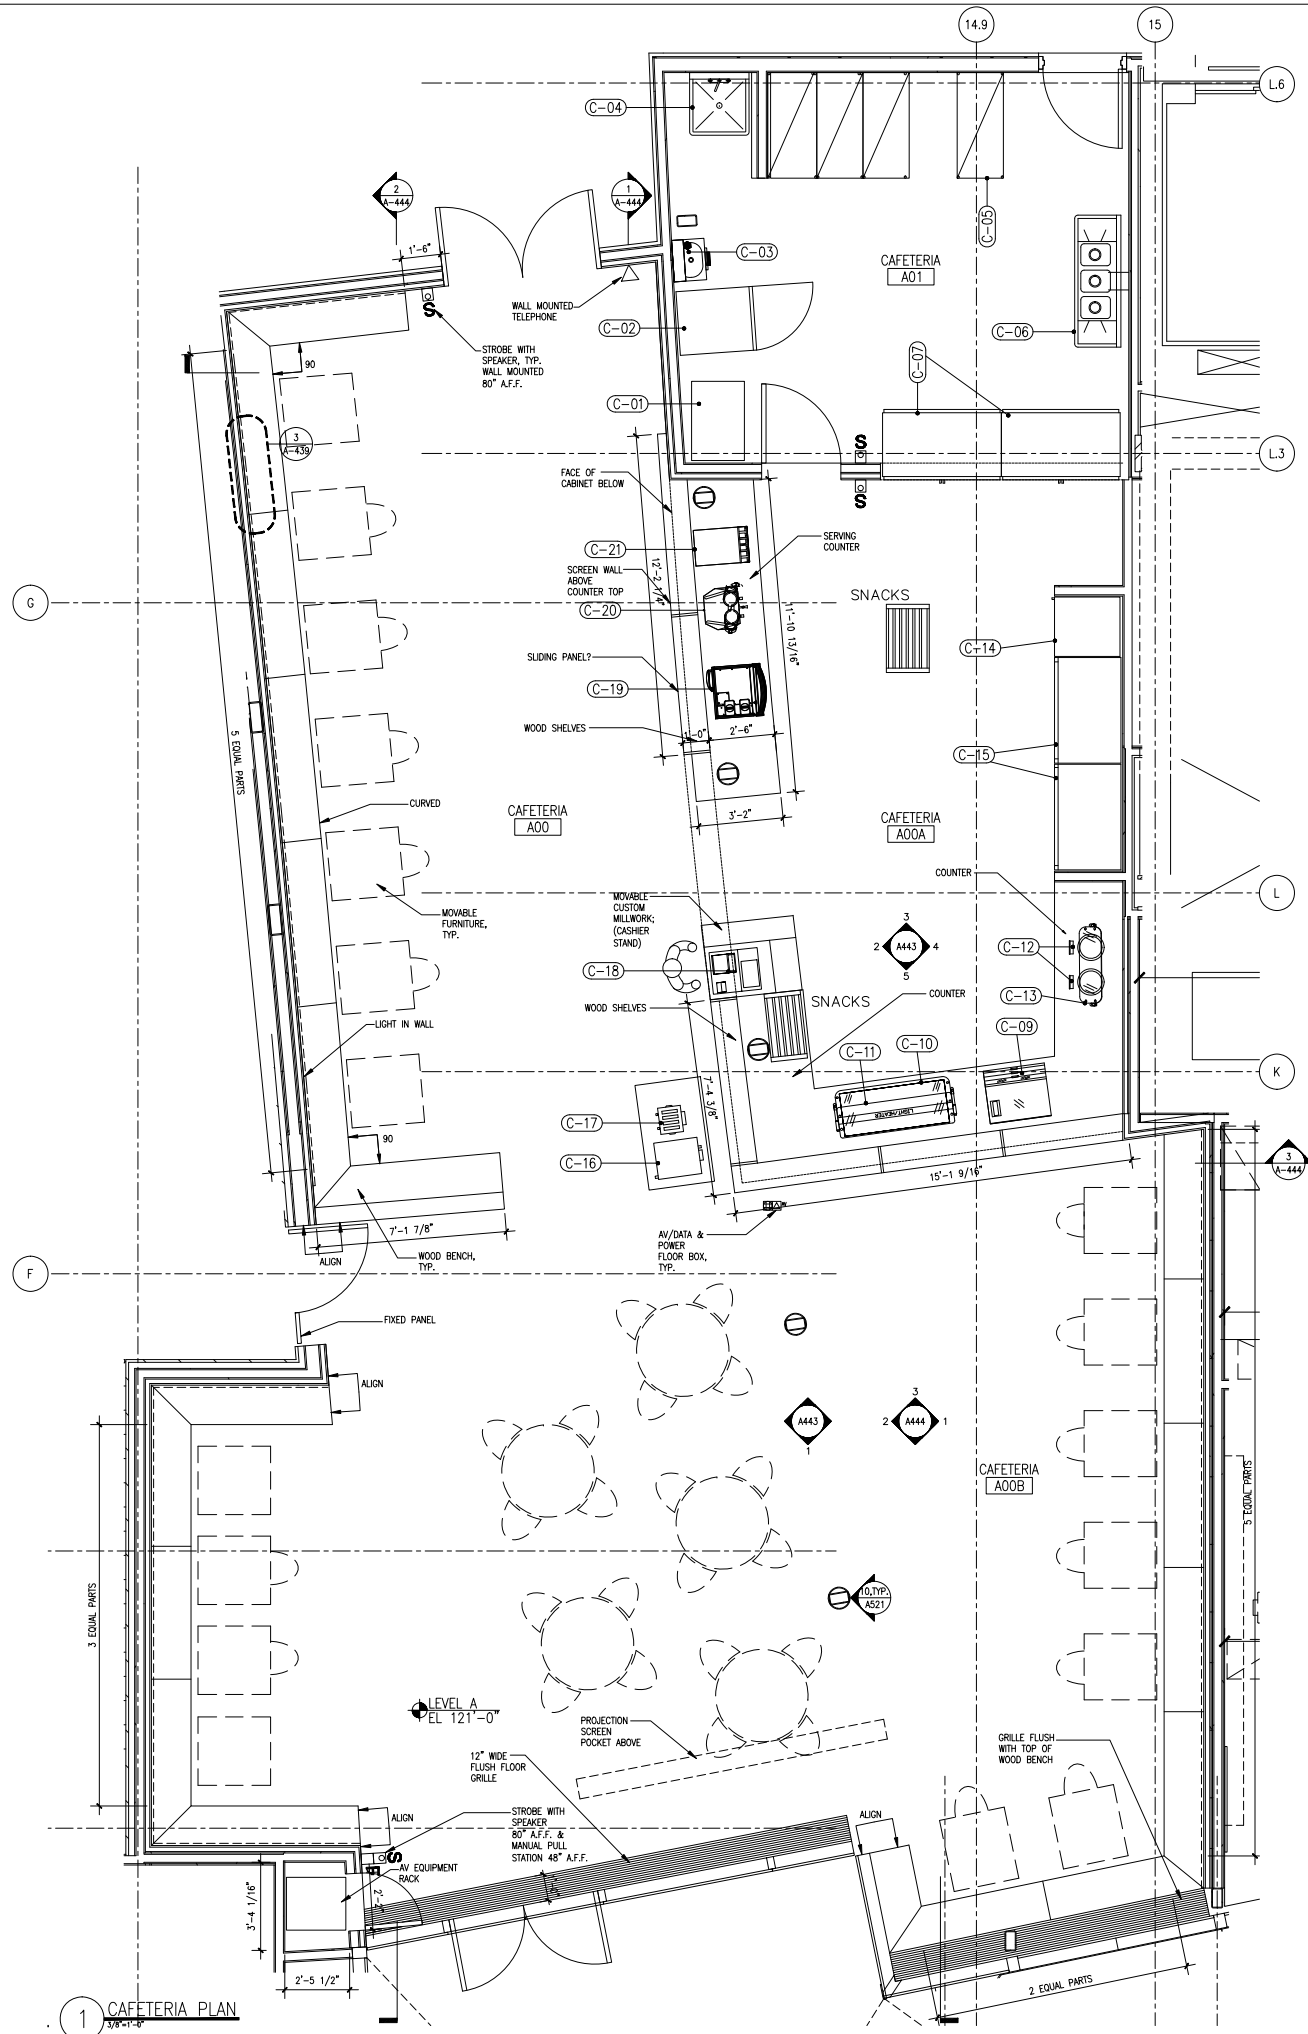 14.9
15
L.6
C-04
2
A-444
1
A-444
C-05
1'-6"
C-03
CAFETERIA
A01
WALL MOUNTED
TELEPHONE
C-02
C-06
STROBE WITH
SPEAKER, TYP.
WALL MOUNTED
80" A.F.F.
S
90
C-07
C-01
3
A-439
S
L.3
FACE OF
CABINET BELOW
S
C-21
SERVING
COUNTER
12'-2 1/4"
SCREEN WALL
ABOVE
COUNTER TOP
SNACKS
G
C-20
11'-10 13/16"
C-14
SLIDING PANEL?
C-19
WOOD SHELVES
1'-0"
2'-6"
C-15
5 EQUAL PARTS
CURVED
CAFETERIA
A00
3'-2"
CAFETERIA
A00A
COUNTER
L
MOVABLE
CUSTOM
MILLWORK;
(CASHIER
STAND)
MOVABLE
FURNITURE,
TYP.
3
2
A443
4
5
C-12
C-18
C-13
SNACKS
COUNTER
WOOD SHELVES
LIGHT IN WALL
C-09
C-10
C-11
K
LIGHT/HEATER
7'-4 3/8"
C-17
90
C-16
15'-1 9/16"
3
A-444
7'-1 7/8"
AV/DATA &
POWER
FLOOR BOX,
TYP.
WOOD BENCH,
TYP.
ALIGN
F
FIXED PANEL
ALIGN
A443
1
3
2
A444
1
CAFETERIA
A00B
5 EQUAL PARTS
3 EQUAL PARTS
10,TYP.
A521
LEVEL A
EL 121'-0"
PROJECTION
SCREEN
POCKET ABOVE
GRILLE FLUSH
WITH TOP OF
WOOD BENCH
12" WIDE
FLUSH FLOOR
GRILLE
ALIGN
STROBE WITH
SPEAKER
80" A.F.F. &
MANUAL PULL
STATION 48" A.F.F.
ALIGN
S
F
AV EQUIPMENT
RACK
2'-2"
3'-4 1/16"
2'-5 1/2"
2 EQUAL PARTS
1
CAFETERIA PLAN
3/8"=1'-0"